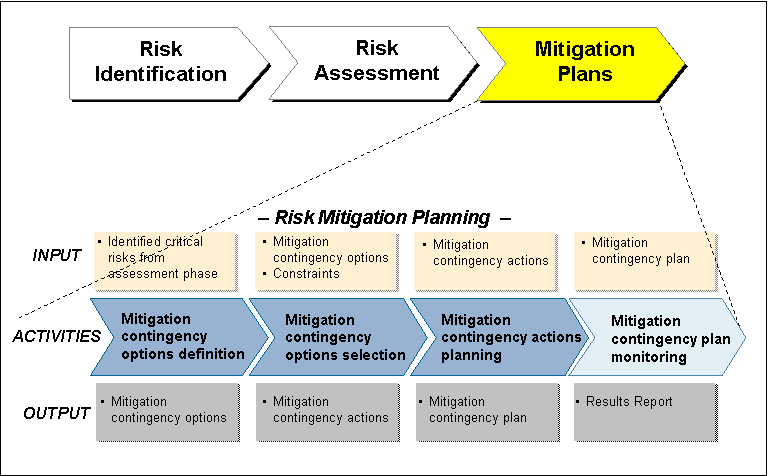 Risk
Identification
Risk
Assessment
Mitigation
Plans
– Risk Mitigation Planning –
INPUT
• Identified critical
risks from
assessment phase
• Mitigation
contingency options
• Constraints
• Mitigation
contingency actions
• Mitigation
contingency plan
ACTIVITIES
Mitigation
contingency
options definition
Mitigation
contingency
options selection
Mitigation
contingency actions
planning
Mitigation
contingency plan
monitoring
OUTPUT
• Mitigation
contingency options
• Mitigation
contingency actions
• Mitigation
contingency plan
• Results Report